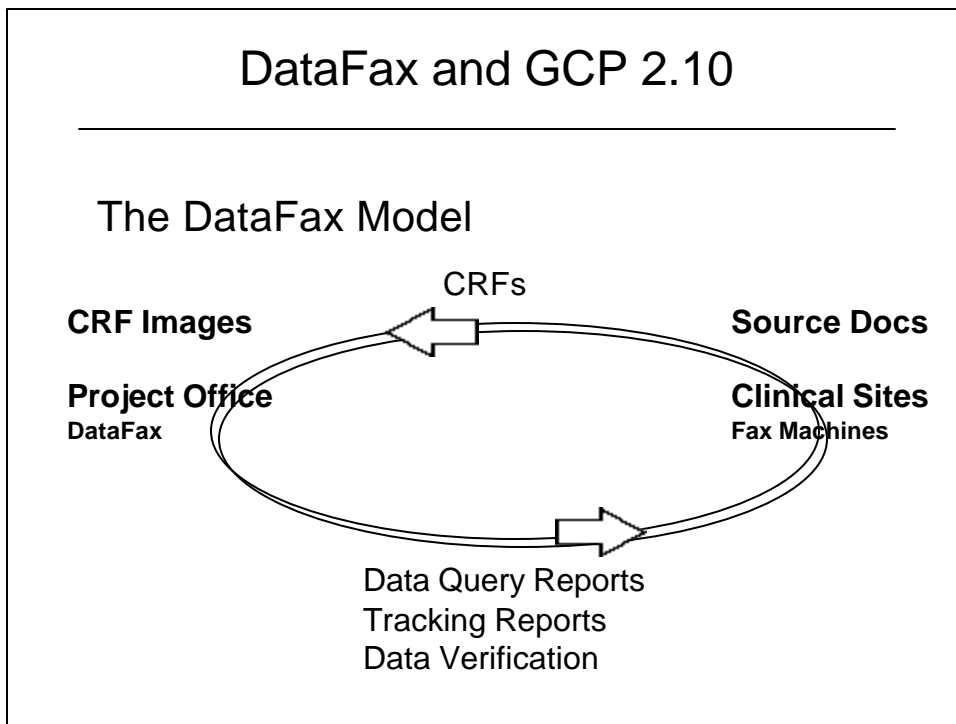 DataFax and GCP 2.10
The DataFax Model
CRFs
CRF Images
Source Docs
Project Office
DataFax
Clinical Sites
Fax Machines
Data Query Reports
Tracking Reports
Data Verification